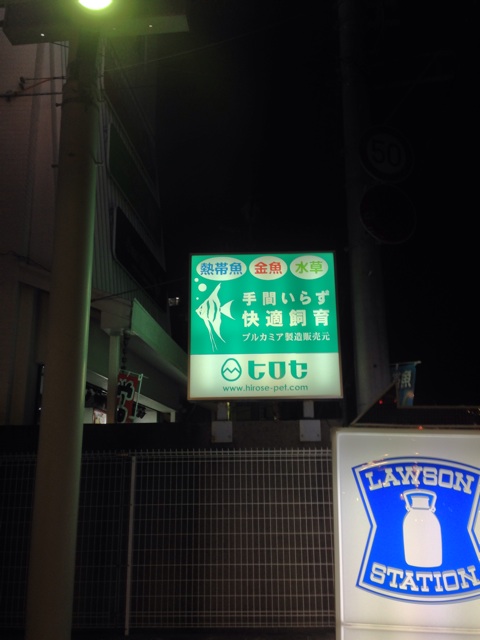 熱帯魚 金魚 水草
手間いらず
快適飼育
ブルカミア製造販売元
ヒロセ
www.hirose-pet.com
LAWSON
STATION
50